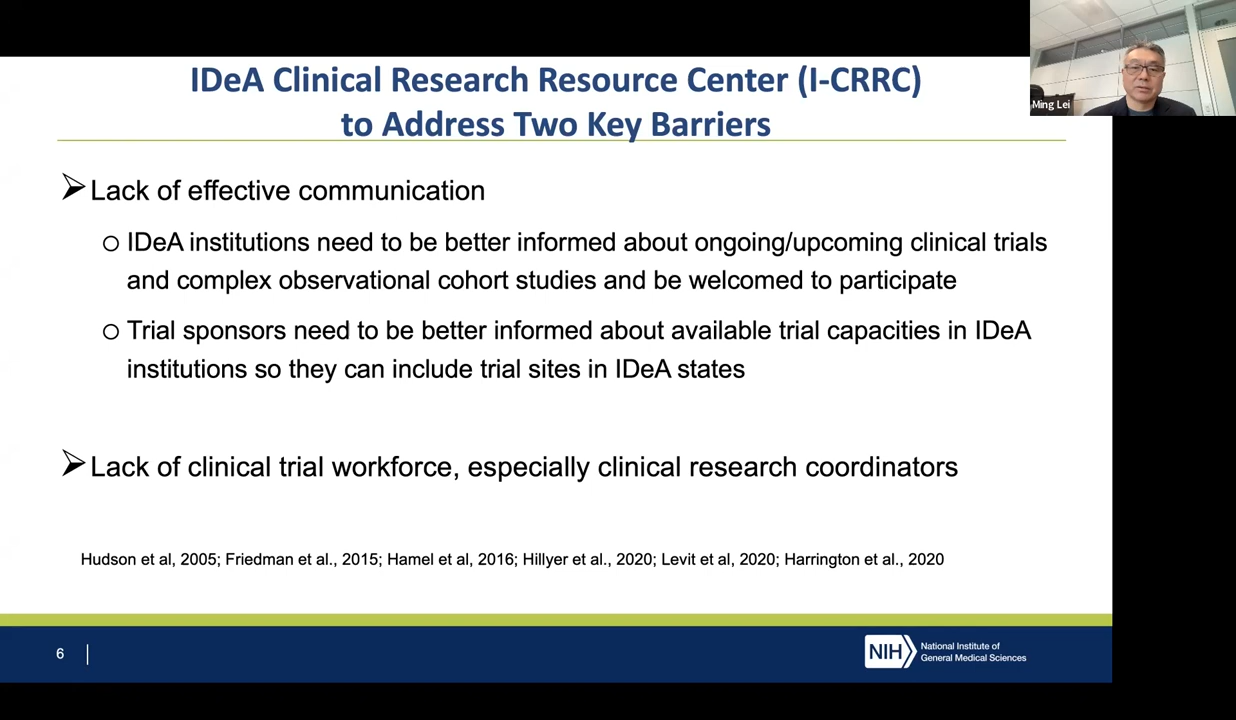 IDeA Clinical Research Resource Center (I-CRRC)
to Address Two Key Barriers
Ming Lei
Lack of effective communication
IDeA institutions need to be better informed about ongoing/upcoming clinical trials
and complex observational cohort studies and be welcomed to participate
Trial sponsors need to be better informed about available trial capacities in IDeA
institutions so they can include trial sites in IDeA states
Lack of clinical trial workforce, especially clinical research coordinators
Hudson et al, 2005; Friedman et al., 2015; Hamel et al, 2016; Hillyer et al., 2020; Levit et al, 2020; Harrington et al., 2020
6
NIH
National Institute of
General Medical Sciences